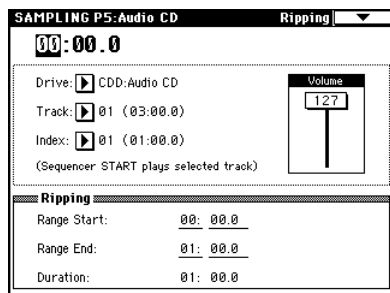 SAMPLING P5:Audio CD Ripping
00:00.0
Drive: CDD:Audio CD
Volume
127
Track: 01 (03:00.0)
Index: 01 (01:00.0)
(Sequencer START plays selected track)
Ripping
Range Start: 00: 00.0
Range End: 01: 00.0
Duration: 01: 00.0